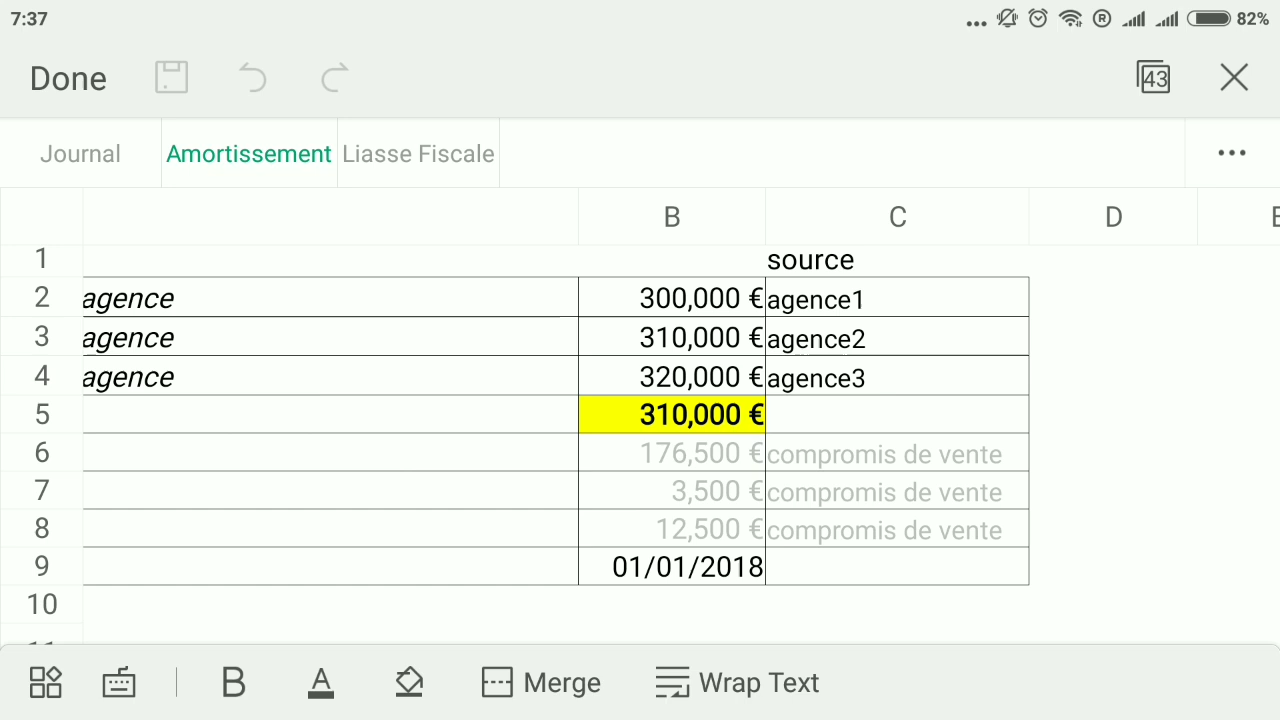 7:37 82%
Done 43
Journal Amortissement Liasse Fiscale
B C D E
1 source
2 agence 300,000 € agence1
3 agence 310,000 € agence2
4 agence 320,000 € agence3
5 310,000 €
6 176,500 € compromis de vente
7 3,500 € compromis de vente
8 12,500 € compromis de vente
9 01/01/2018
10
B A Merge Wrap Text